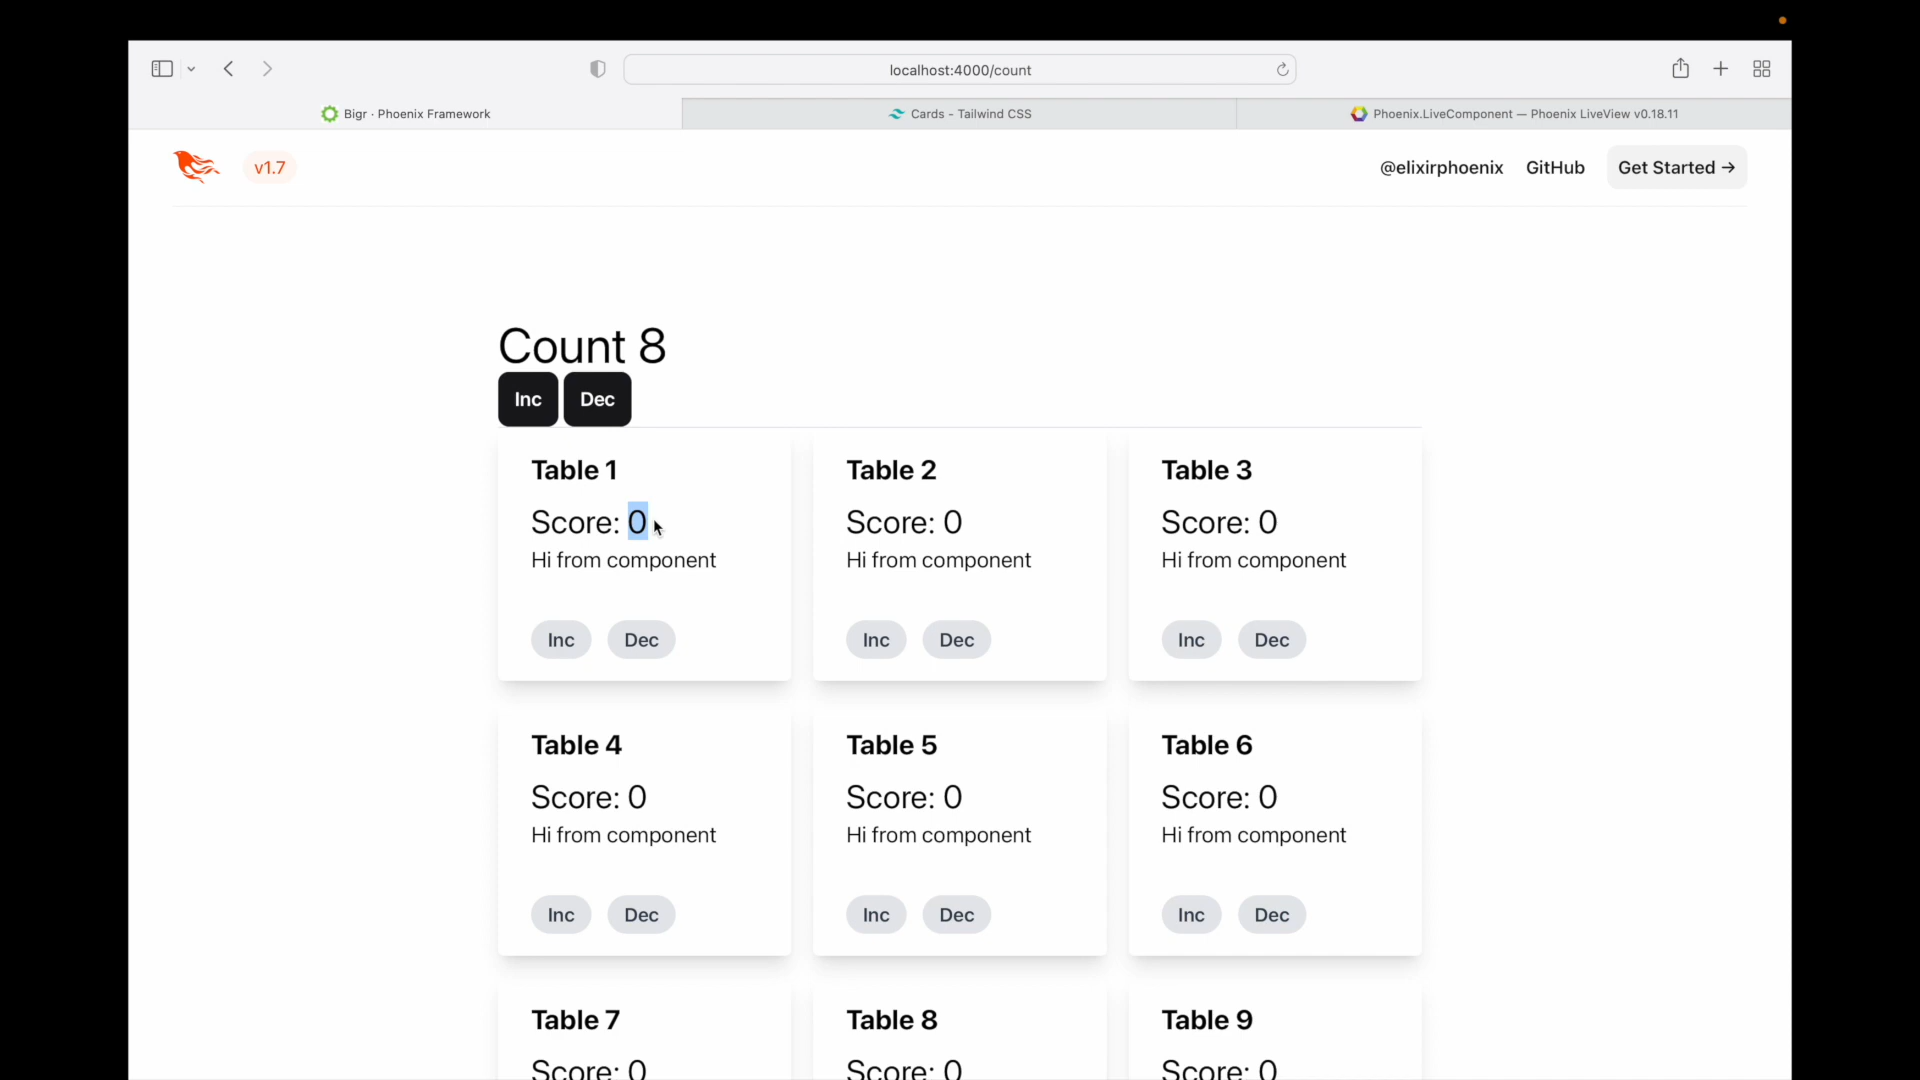 localhost:4000/count
Bigr · Phoenix Framework
Cards - Tailwind CSS
Phoenix.LiveComponent — Phoenix LiveView v0.18.11
v1.7
@elixirphoenix
GitHub
Get Started →
Count 8
Inc
Dec
Table 1
Score: 0
Hi from component
Inc
Dec
Table 2
Score: 0
Hi from component
Inc
Dec
Table 3
Score: 0
Hi from component
Inc
Dec
Table 4
Score: 0
Hi from component
Inc
Dec
Table 5
Score: 0
Hi from component
Inc
Dec
Table 6
Score: 0
Hi from component
Inc
Dec
Table 7
Score: 0
Table 8
Score: 0
Table 9
Score: 0